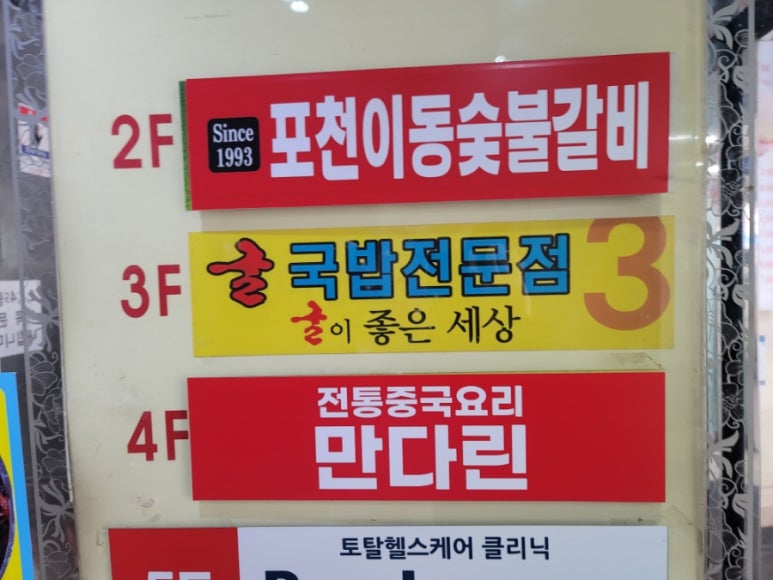 2F
Since
1993
포천이동숯불갈비
3F
굴 국밥전문점
3
굴이 좋은 세상
4F
전통중국요리
만다린
토탈헬스케어 클리닉